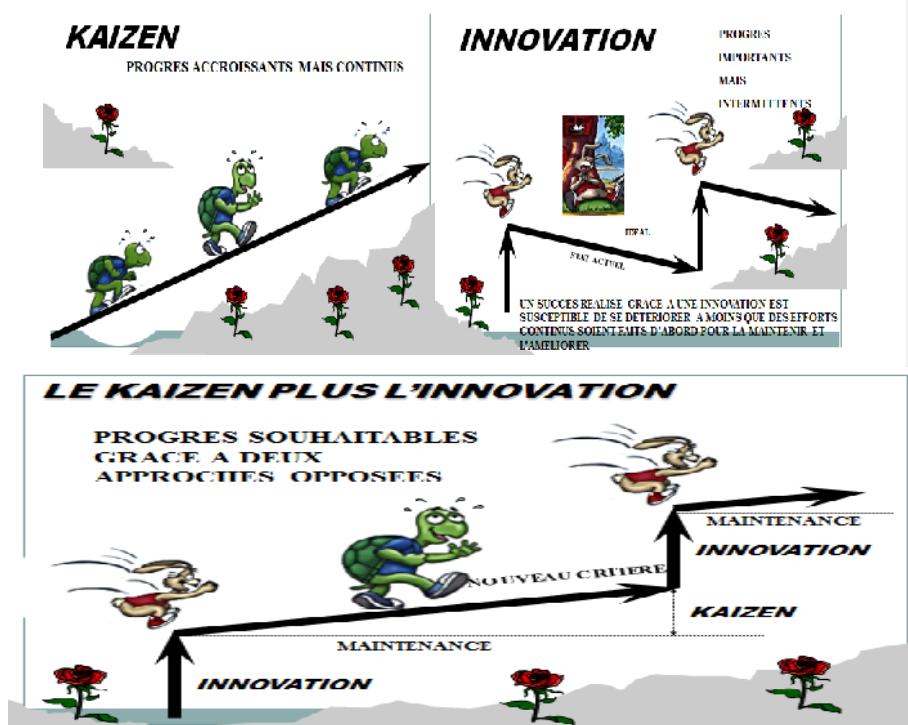 KAIZEN
PROGRES ACCROISSANTS MAIS CONTINUS
INNOVATION
PROGRES
IMPORTANTS
MAIS
INTERMITTENTS
IDEAL
ETAT ACTUEL
UN SUCCES REALISE GRACE A UNE INNOVATION EST
SUSCEPTIBLE DE SE DETERIORER A MOINS QUE DES EFFORTS
CONTINUS SOIENT FAITS D'ABORD POUR LA MAINTENIR ET
L'AMELIORER
LE KAIZEN PLUS L'INNOVATION
PROGRES SOUHAITABLES
GRACE A DEUX
APPROCHES OPPOSEES
MAINTENANCE
INNOVATION
NOUVEAU CRITERE
KAIZEN
MAINTENANCE
INNOVATION